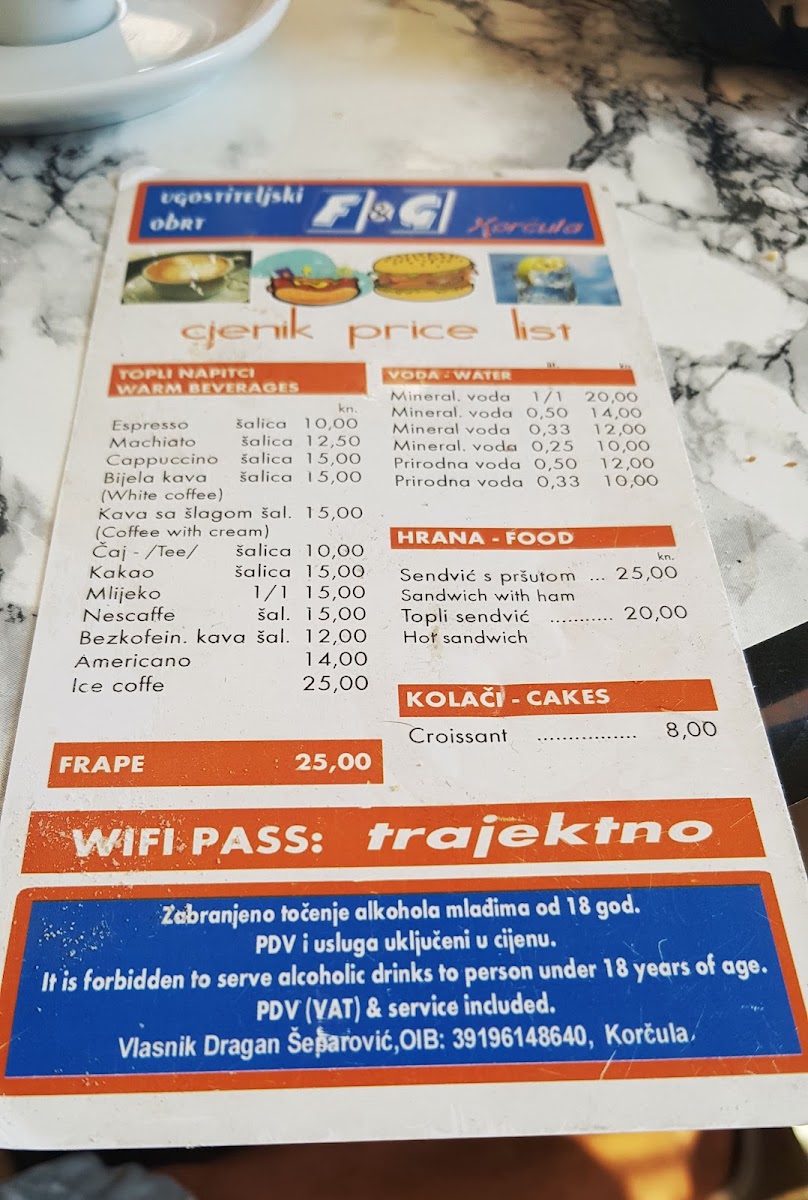 ugostiteljski
obrt
F&G
Korčula
cjenik price list
TOPLI NAPITCI
WARM BEVERAGES
kn.
Espresso šalica 10,00
Machiato šalica 12,50
Cappuccino šalica 15,00
Bijela kava šalica 15,00
(White coffee)
Kava sa šlagom šal. 15,00
(Coffee with cream)
Čaj - /Tee/ šalica 10,00
Kakao šalica 15,00
Mlijeko 1/1 15,00
Nescaffe šal. 15,00
Bezkofein. kava šal. 12,00
Americano 14,00
Ice coffe 25,00
FRAPE 25,00
VODA - WATER
kn
Mineral. voda 1/1 20,00
Mineral. voda 0,50 14,00
Mineral voda 0,33 12,00
Mineral. voda 0,25 10,00
Prirodna voda 0,50 12,00
Prirodna voda 0,33 10,00
HRANA - FOOD
kn.
Sendvić s pršutom ... 25,00
Sandwich with ham
Topli sendvić ........... 20,00
Hot sandwich
KOLAČI - CAKES
Croissant ................ 8,00
WIFI PASS: trajektno
Zabranjeno točenje alkohola mlađima od 18 god.
PDV i usluga uključeni u cijenu.
It is forbidden to serve alcoholic drinks to person under 18 years of age.
PDV (VAT) & service included.
Vlasnik Dragan Šeparović,OIB: 39196148640, Korčula